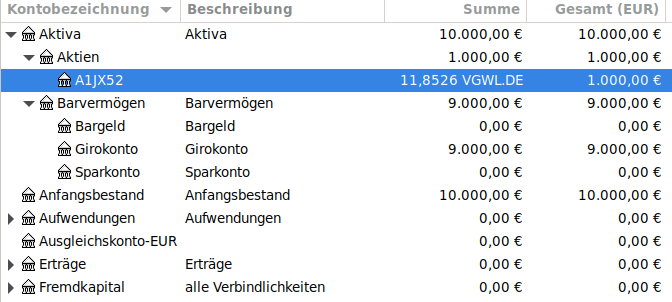 Kontobezeichnung Beschreibung Summe Gesamt (EUR)
Aktiva Aktiva 10.000,00 € 10.000,00 €
Aktien 1.000,00 € 1.000,00 €
A1JX52 11,8526 VGWL.DE 1.000,00 €
Barvermögen Barvermögen 9.000,00 € 9.000,00 €
Bargeld Bargeld 0,00 € 0,00 €
Girokonto Girokonto 9.000,00 € 9.000,00 €
Sparkonto Sparkonto 0,00 € 0,00 €
Anfangsbestand Anfangsbestand 10.000,00 € 10.000,00 €
Aufwendungen Aufwendungen 0,00 € 0,00 €
Ausgleichskonto-EUR 0,00 € 0,00 €
Erträge Erträge 0,00 € 0,00 €
Fremdkapital alle Verbindlichkeiten 0,00 € 0,00 €